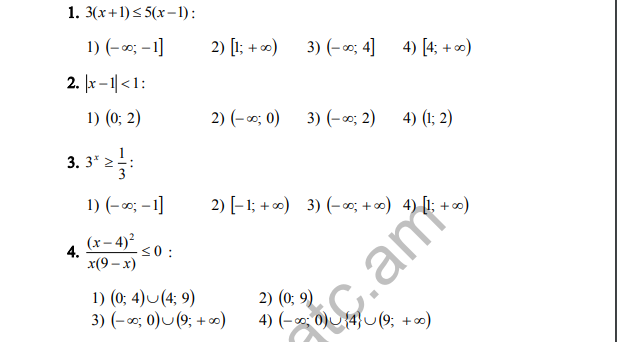 1. 3(x+1) ≤ 5(x−1):
1) (−∞; −1] 2) [1; +∞) 3) (−∞; 4] 4) [4; +∞)
2. |x−1| < 1:
1) (0; 2) 2) (−∞; 0) 3) (−∞; 2) 4) (1; 2)
3. 3^x ≥ 1/3:
1) (−∞; −1] 2) [−1; +∞) 3) (−∞; +∞) 4) [1; +∞)
4. (x−4)²/x(9−x) ≤ 0 :
1) (0; 4)∪(4; 9) 2) (0; 9)
3) (−∞; 0)∪(9; +∞) 4) (−∞; 0)∪{4}∪(9; +∞)
atc.am